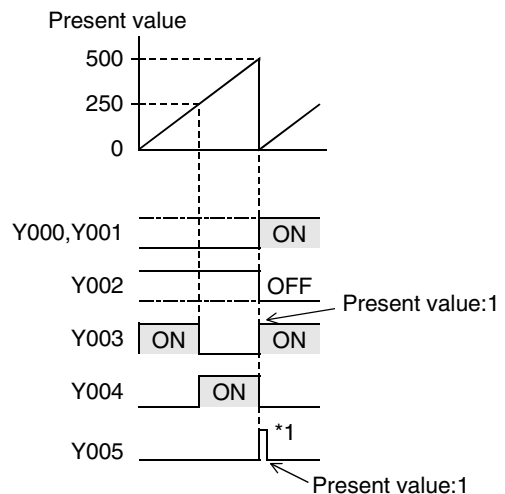 Present value
500
250
0
Y000,Y001 ON
Y002 OFF
Present value:1
Y003 ON ON
Y004 ON
Y005 *1
Present value:1